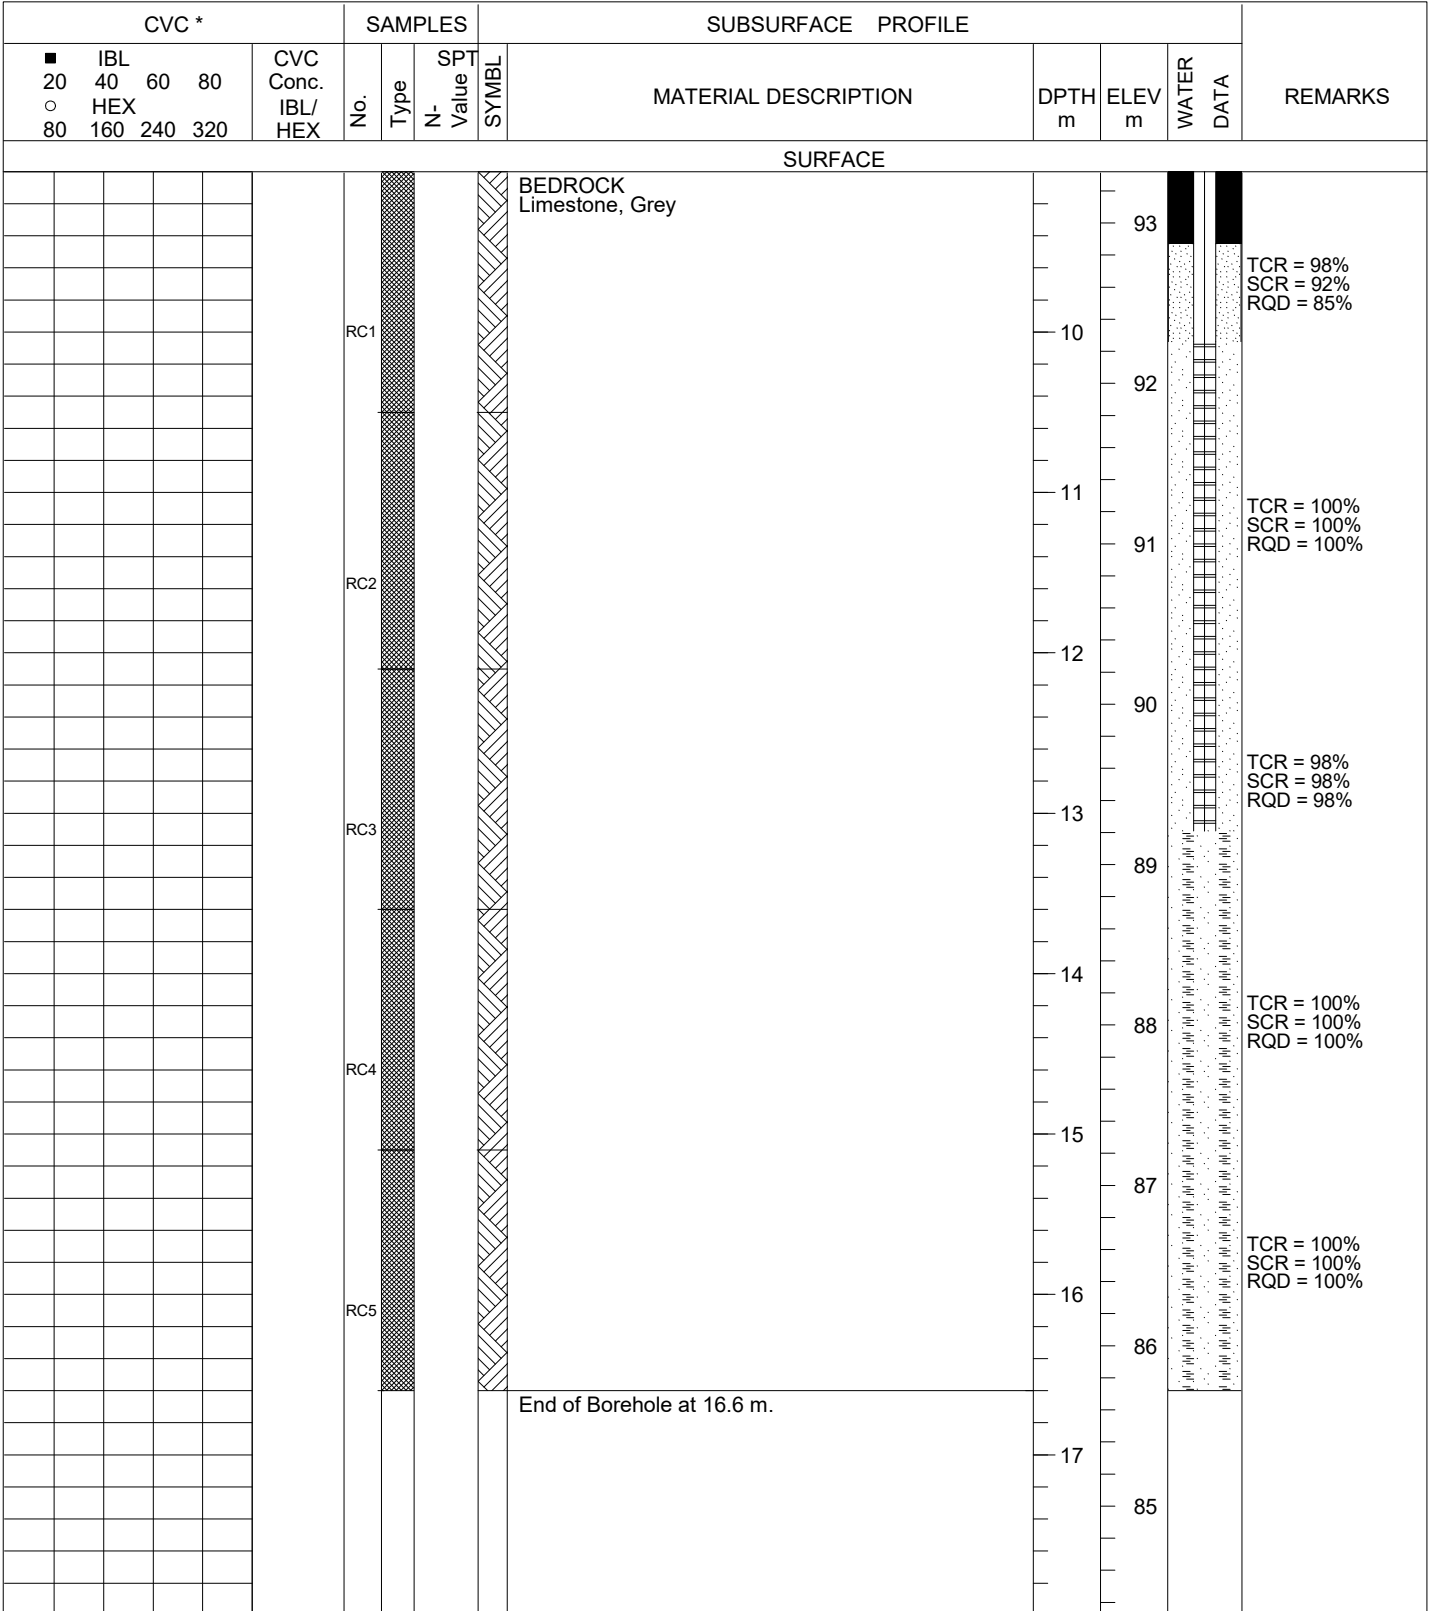 CVC *
SAMPLES
SUBSURFACE PROFILE
■ IBL
20 40 60 80
○ HEX
80 160 240 320
CVC
Conc.
IBL/
HEX
No.
Type
SPT
N-
Value
SYMBL
MATERIAL DESCRIPTION
DPTH
m
ELEV
m
WATER
DATA
REMARKS
SURFACE
BEDROCK
Limestone, Grey
93
TCR = 98%
SCR = 92%
RQD = 85%
RC1
10
92
11
TCR = 100%
SCR = 100%
RQD = 100%
91
RC2
12
90
TCR = 98%
SCR = 98%
RQD = 98%
13
RC3
89
14
TCR = 100%
SCR = 100%
RQD = 100%
88
RC4
15
87
TCR = 100%
SCR = 100%
RQD = 100%
16
RC5
86
End of Borehole at 16.6 m.
17
85